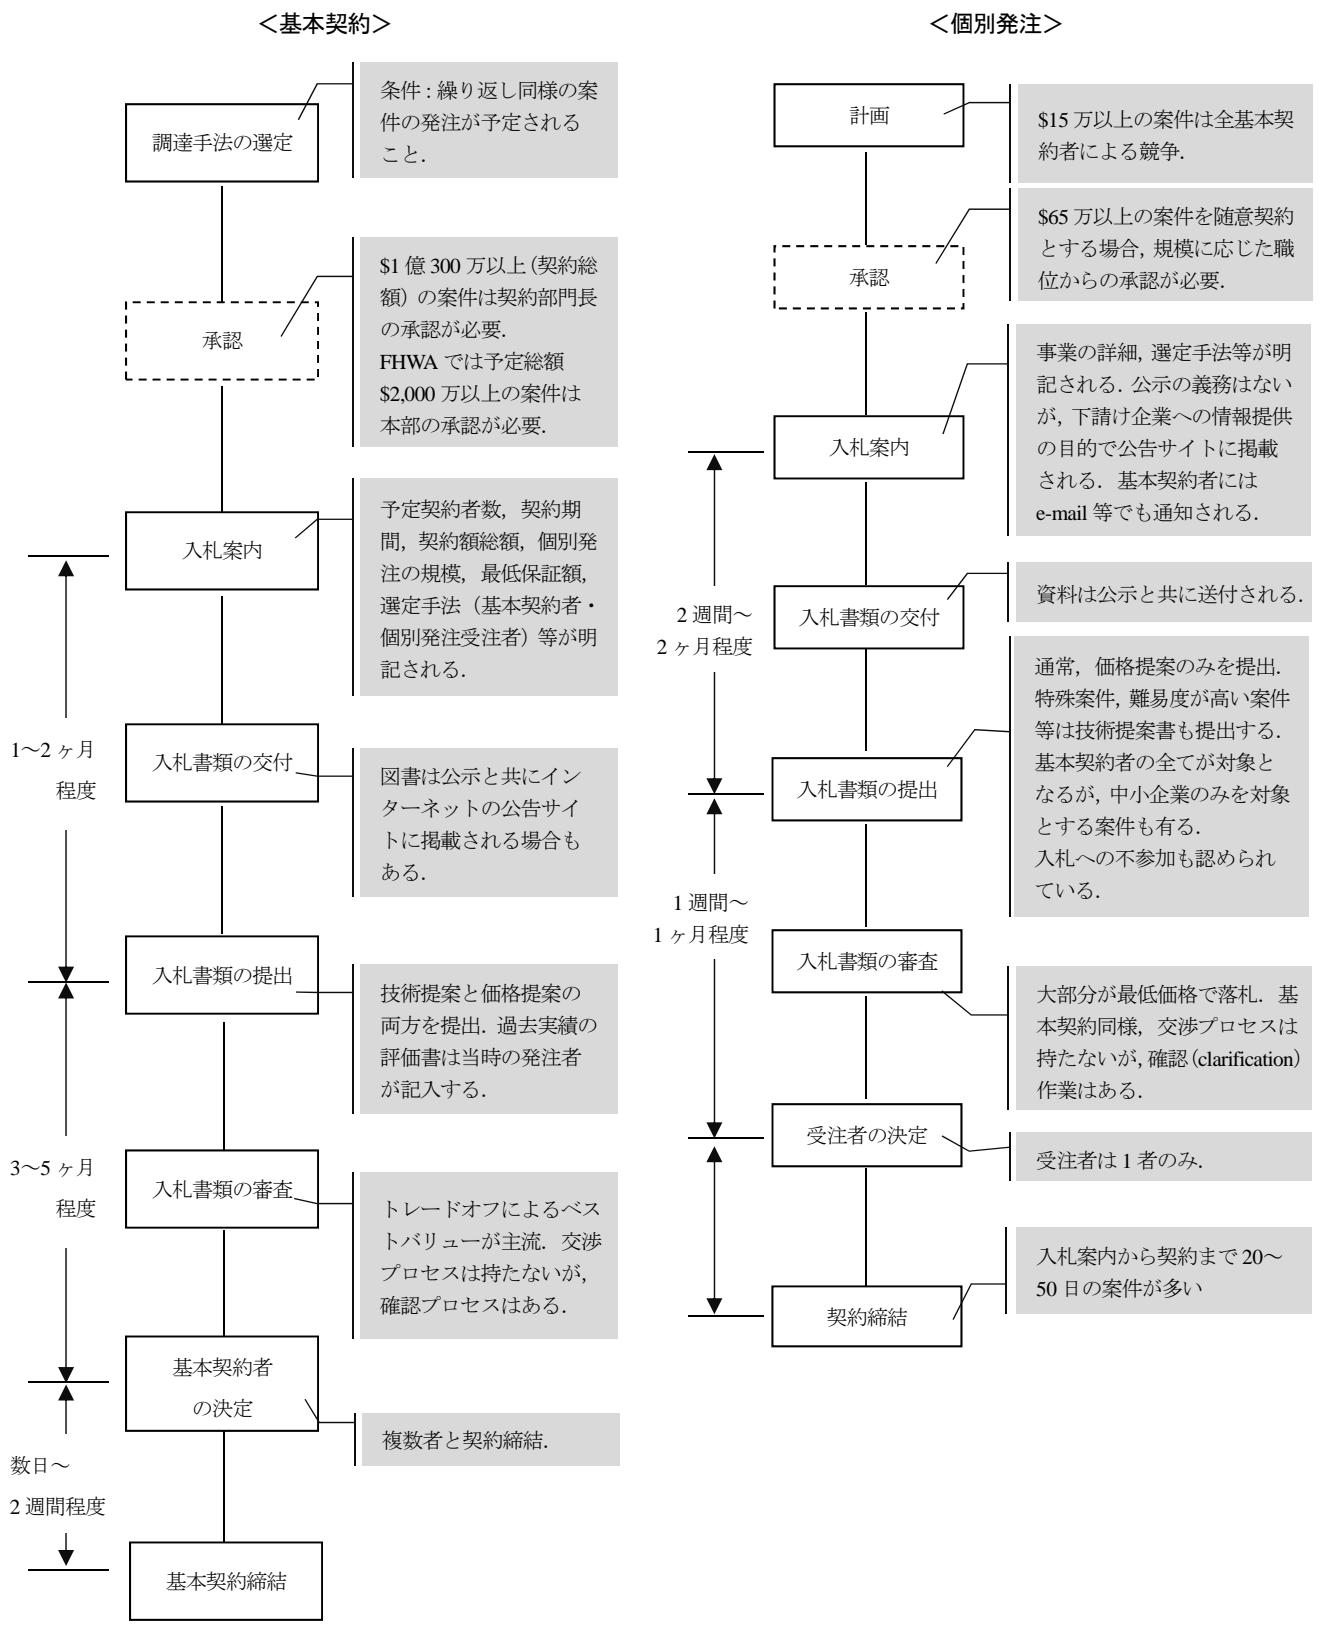 ＜基本契約＞
調達手法の選定
条件：繰り返し同様の案
件の発注が予定される
こと．
承認
$1 億 300 万以上（契約総
額）の案件は契約部門長
の承認が必要．
FHWA では予定総額
$2,000 万以上の案件は
本部の承認が必要．
入札案内
予定契約者数，契約期
間，契約額総額，個別発
注の規模，最低保証額，
選定手法（基本契約者・
個別発注受注者）等が明
記される．
1～2 ヶ月
程度
入札書類の交付
図書は公示と共にイン
ターネットの公告サイ
トに掲載される場合も
ある．
入札書類の提出
技術提案と価格提案の
両方を提出．過去実績の
評価書は当時の発注者
が記入する．
3～5 ヶ月
程度
入札書類の審査
トレードオフによるベス
トバリューが主流．交渉
プロセスは持たないが，
確認プロセスはある．
基本契約者
の決定
複数者と契約締結．
数日～
2 週間程度
基本契約締結
＜個別発注＞
計画
$15 万以上の案件は全基本契
約者による競争．
承認
$65 万以上の案件を随意契約
とする場合，規模に応じた職
位からの承認が必要．
入札案内
事業の詳細，選定手法等が明
記される．公示の義務はない
が，下請け企業への情報提供
の目的で公告サイトに掲載
される．基本契約者には
e-mail 等でも通知される．
2 週間～
2 ヶ月程度
入札書類の交付
資料は公示と共に送付される．
入札書類の提出
通常，価格提案のみを提出．
特殊案件，難易度が高い案件
等は技術提案書も提出する．
基本契約者の全てが対象と
なるが，中小企業のみを対象
とする案件も有る．
入札への不参加も認められ
ている．
1 週間～
1 ヶ月程度
入札書類の審査
大部分が最低価格で落札．基
本契約同様，交渉プロセスは
持たないが，確認（clarification）
作業はある．
受注者の決定
受注者は 1 者のみ．
契約締結
入札案内から契約まで 20～
50 日の案件が多い